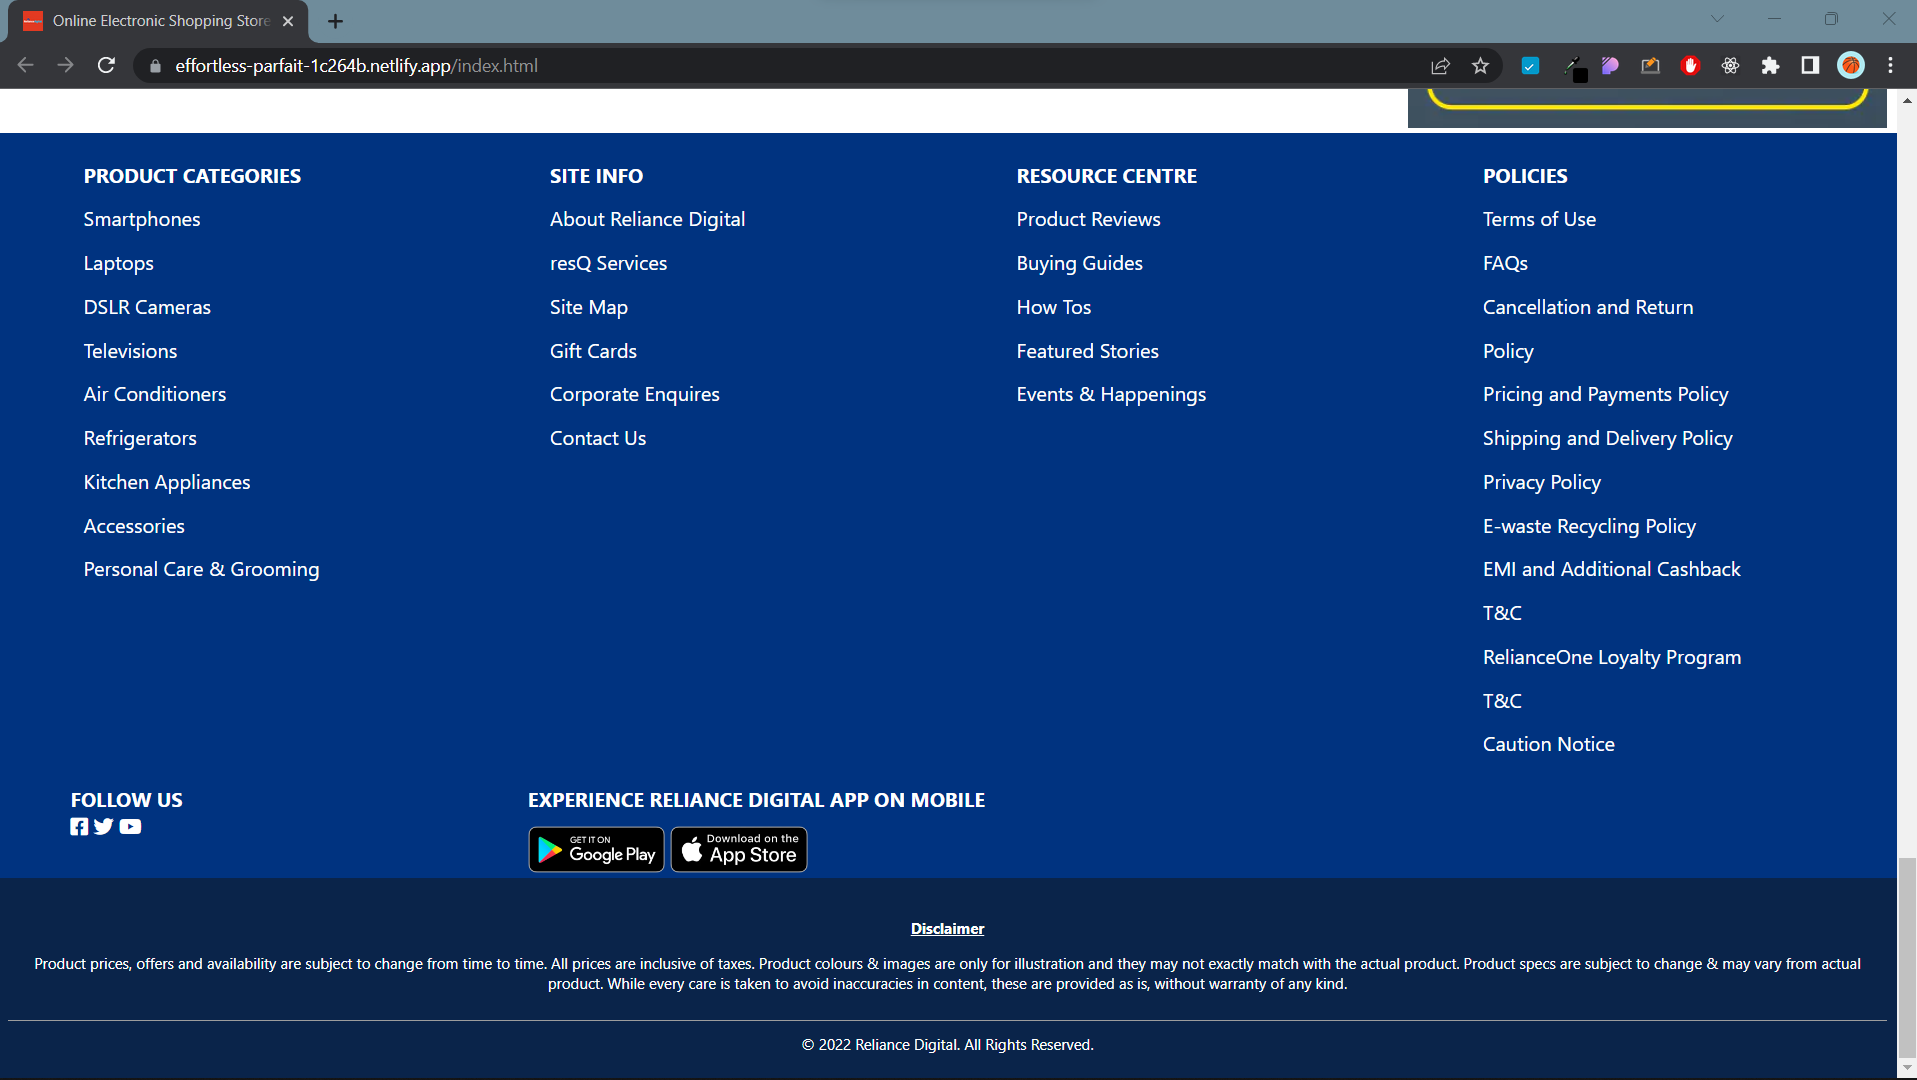 Online Electronic Shopping Store
effortless-parfait-1c264b.netlify.app/index.html
PRODUCT CATEGORIES
Smartphones
Laptops
DSLR Cameras
Televisions
Air Conditioners
Refrigerators
Kitchen Appliances
Accessories
Personal Care & Grooming
SITE INFO
About Reliance Digital
resQ Services
Site Map
Gift Cards
Corporate Enquires
Contact Us
RESOURCE CENTRE
Product Reviews
Buying Guides
How Tos
Featured Stories
Events & Happenings
POLICIES
Terms of Use
FAQs
Cancellation and Return
Policy
Pricing and Payments Policy
Shipping and Delivery Policy
Privacy Policy
E-waste Recycling Policy
EMI and Additional Cashback
T&C
RelianceOne Loyalty Program
T&C
Caution Notice
FOLLOW US
EXPERIENCE RELIANCE DIGITAL APP ON MOBILE
GET IT ON
Google Play
Download on the
App Store
Disclaimer
Product prices, offers and availability are subject to change from time to time. All prices are inclusive of taxes. Product colours & images are only for illustration and they may not exactly match with the actual product. Product specs are subject to change & may vary from actual
product. While every care is taken to avoid inaccuracies in content, these are provided as is, without warranty of any kind.
© 2022 Reliance Digital. All Rights Reserved.